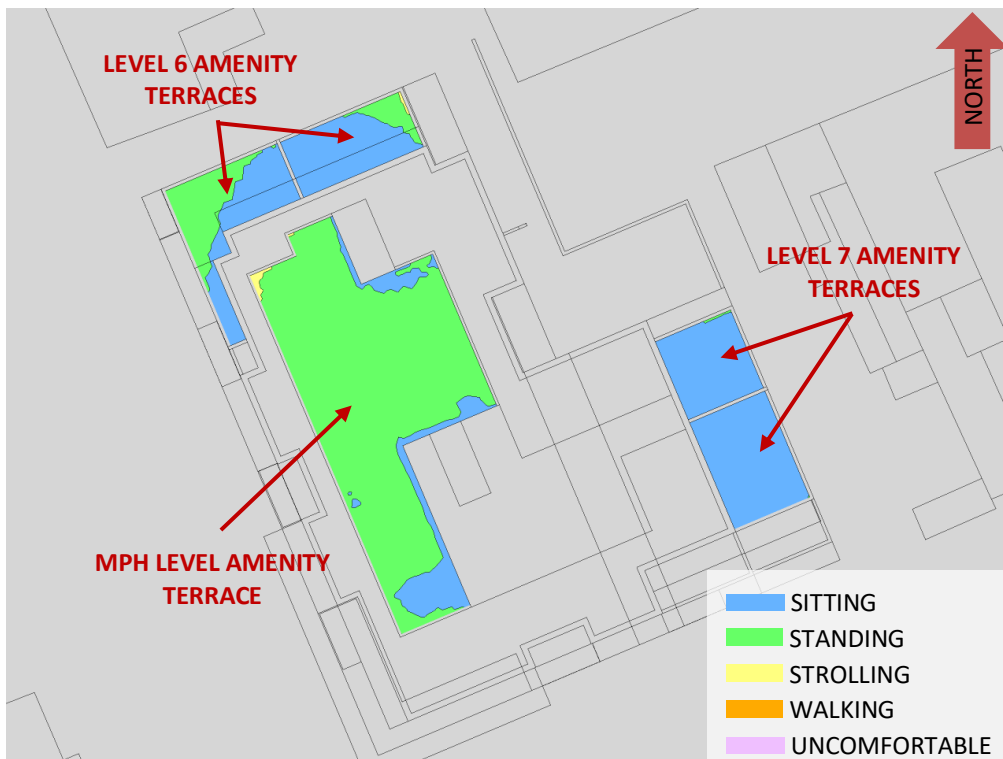 LEVEL 6 AMENITY
TERRACES
NORTH
LEVEL 7 AMENITY
TERRACES
MPH LEVEL AMENITY
TERRACE
SITTING
STANDING
STROLLING
WALKING
UNCOMFORTABLE